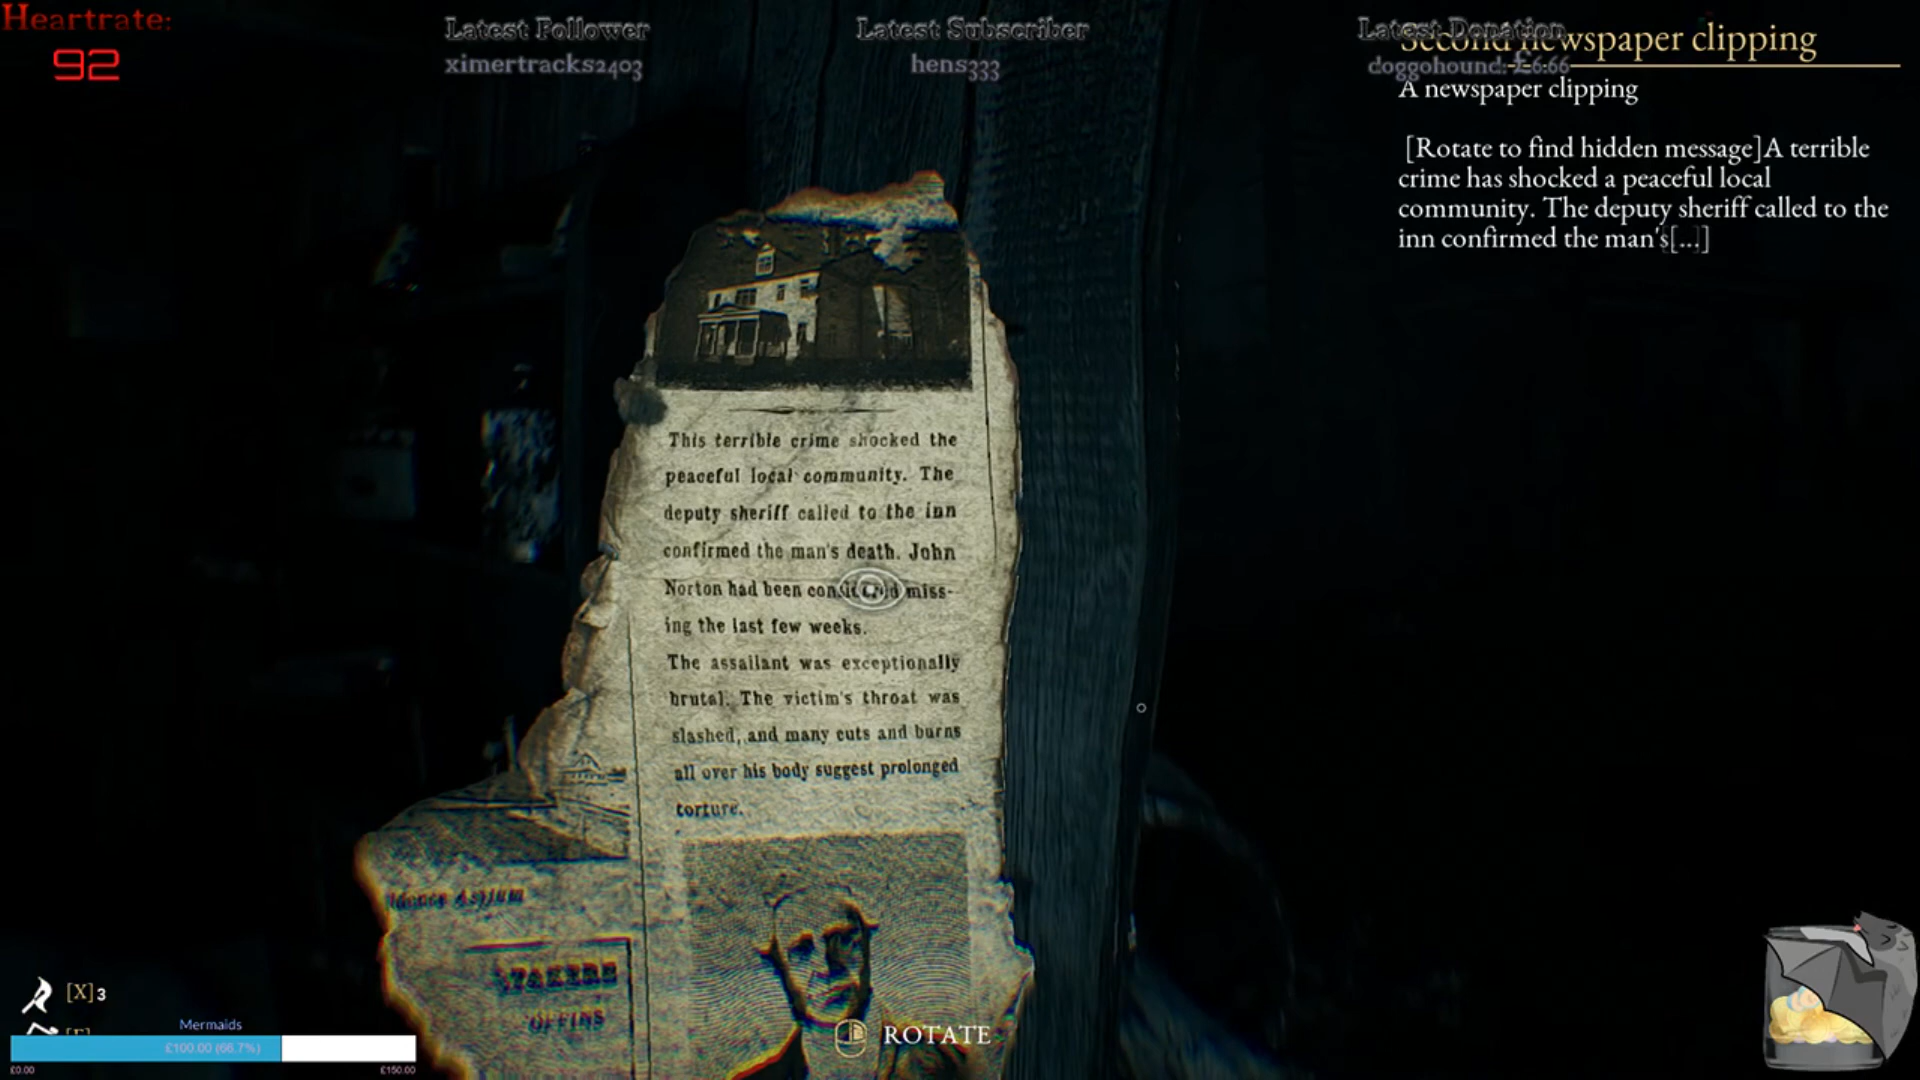 Heartrate:
92
Latest Follower
ximertracks2403
Latest Subscriber
hens333
Latest Donation
doggohound: £6.66
Second newspaper clipping
A newspaper clipping
[Rotate to find hidden message]A terrible
crime has shocked a peaceful local
community. The deputy sheriff called to the
inn confirmed the man's[...]
This terrible crime shocked the
peaceful local community. The
deputy sheriff called to the inn
confirmed the man's death. John
Norton had been considered miss-
ing the last few weeks.
The assailant was exceptionally
brutal. The victim's throat was
slashed, and many cuts and burns
all over his body suggest prolonged
torture.
Asylum
[X] 3
Mermaids
£100.00 (66.7%)
£0.00
£150.00
ROTATE